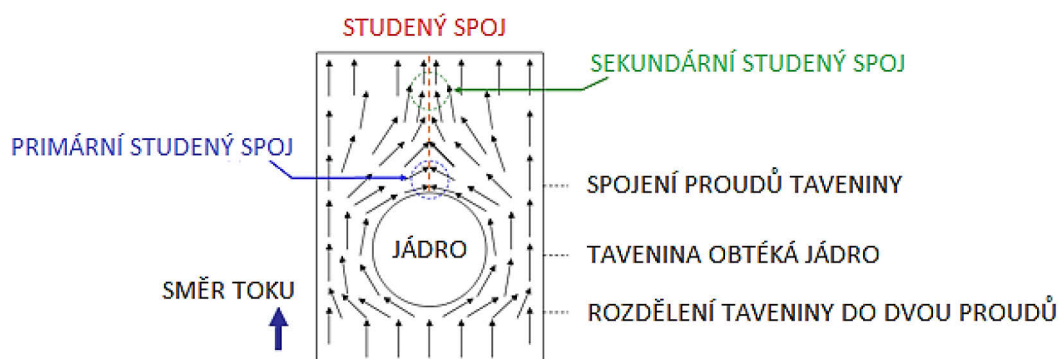 STUDENÝ SPOJ
SEKUNDÁRNÍ STUDENÝ SPOJ
PRIMÁRNÍ STUDENÝ SPOJ
SPOJENÍ PROUDŮ TAVENINY
JÁDRO
TAVENINA OBTÉKÁ JÁDRO
SMĚR TOKU
ROZDĚLENÍ TAVENINY DO DVOU PROUDŮ